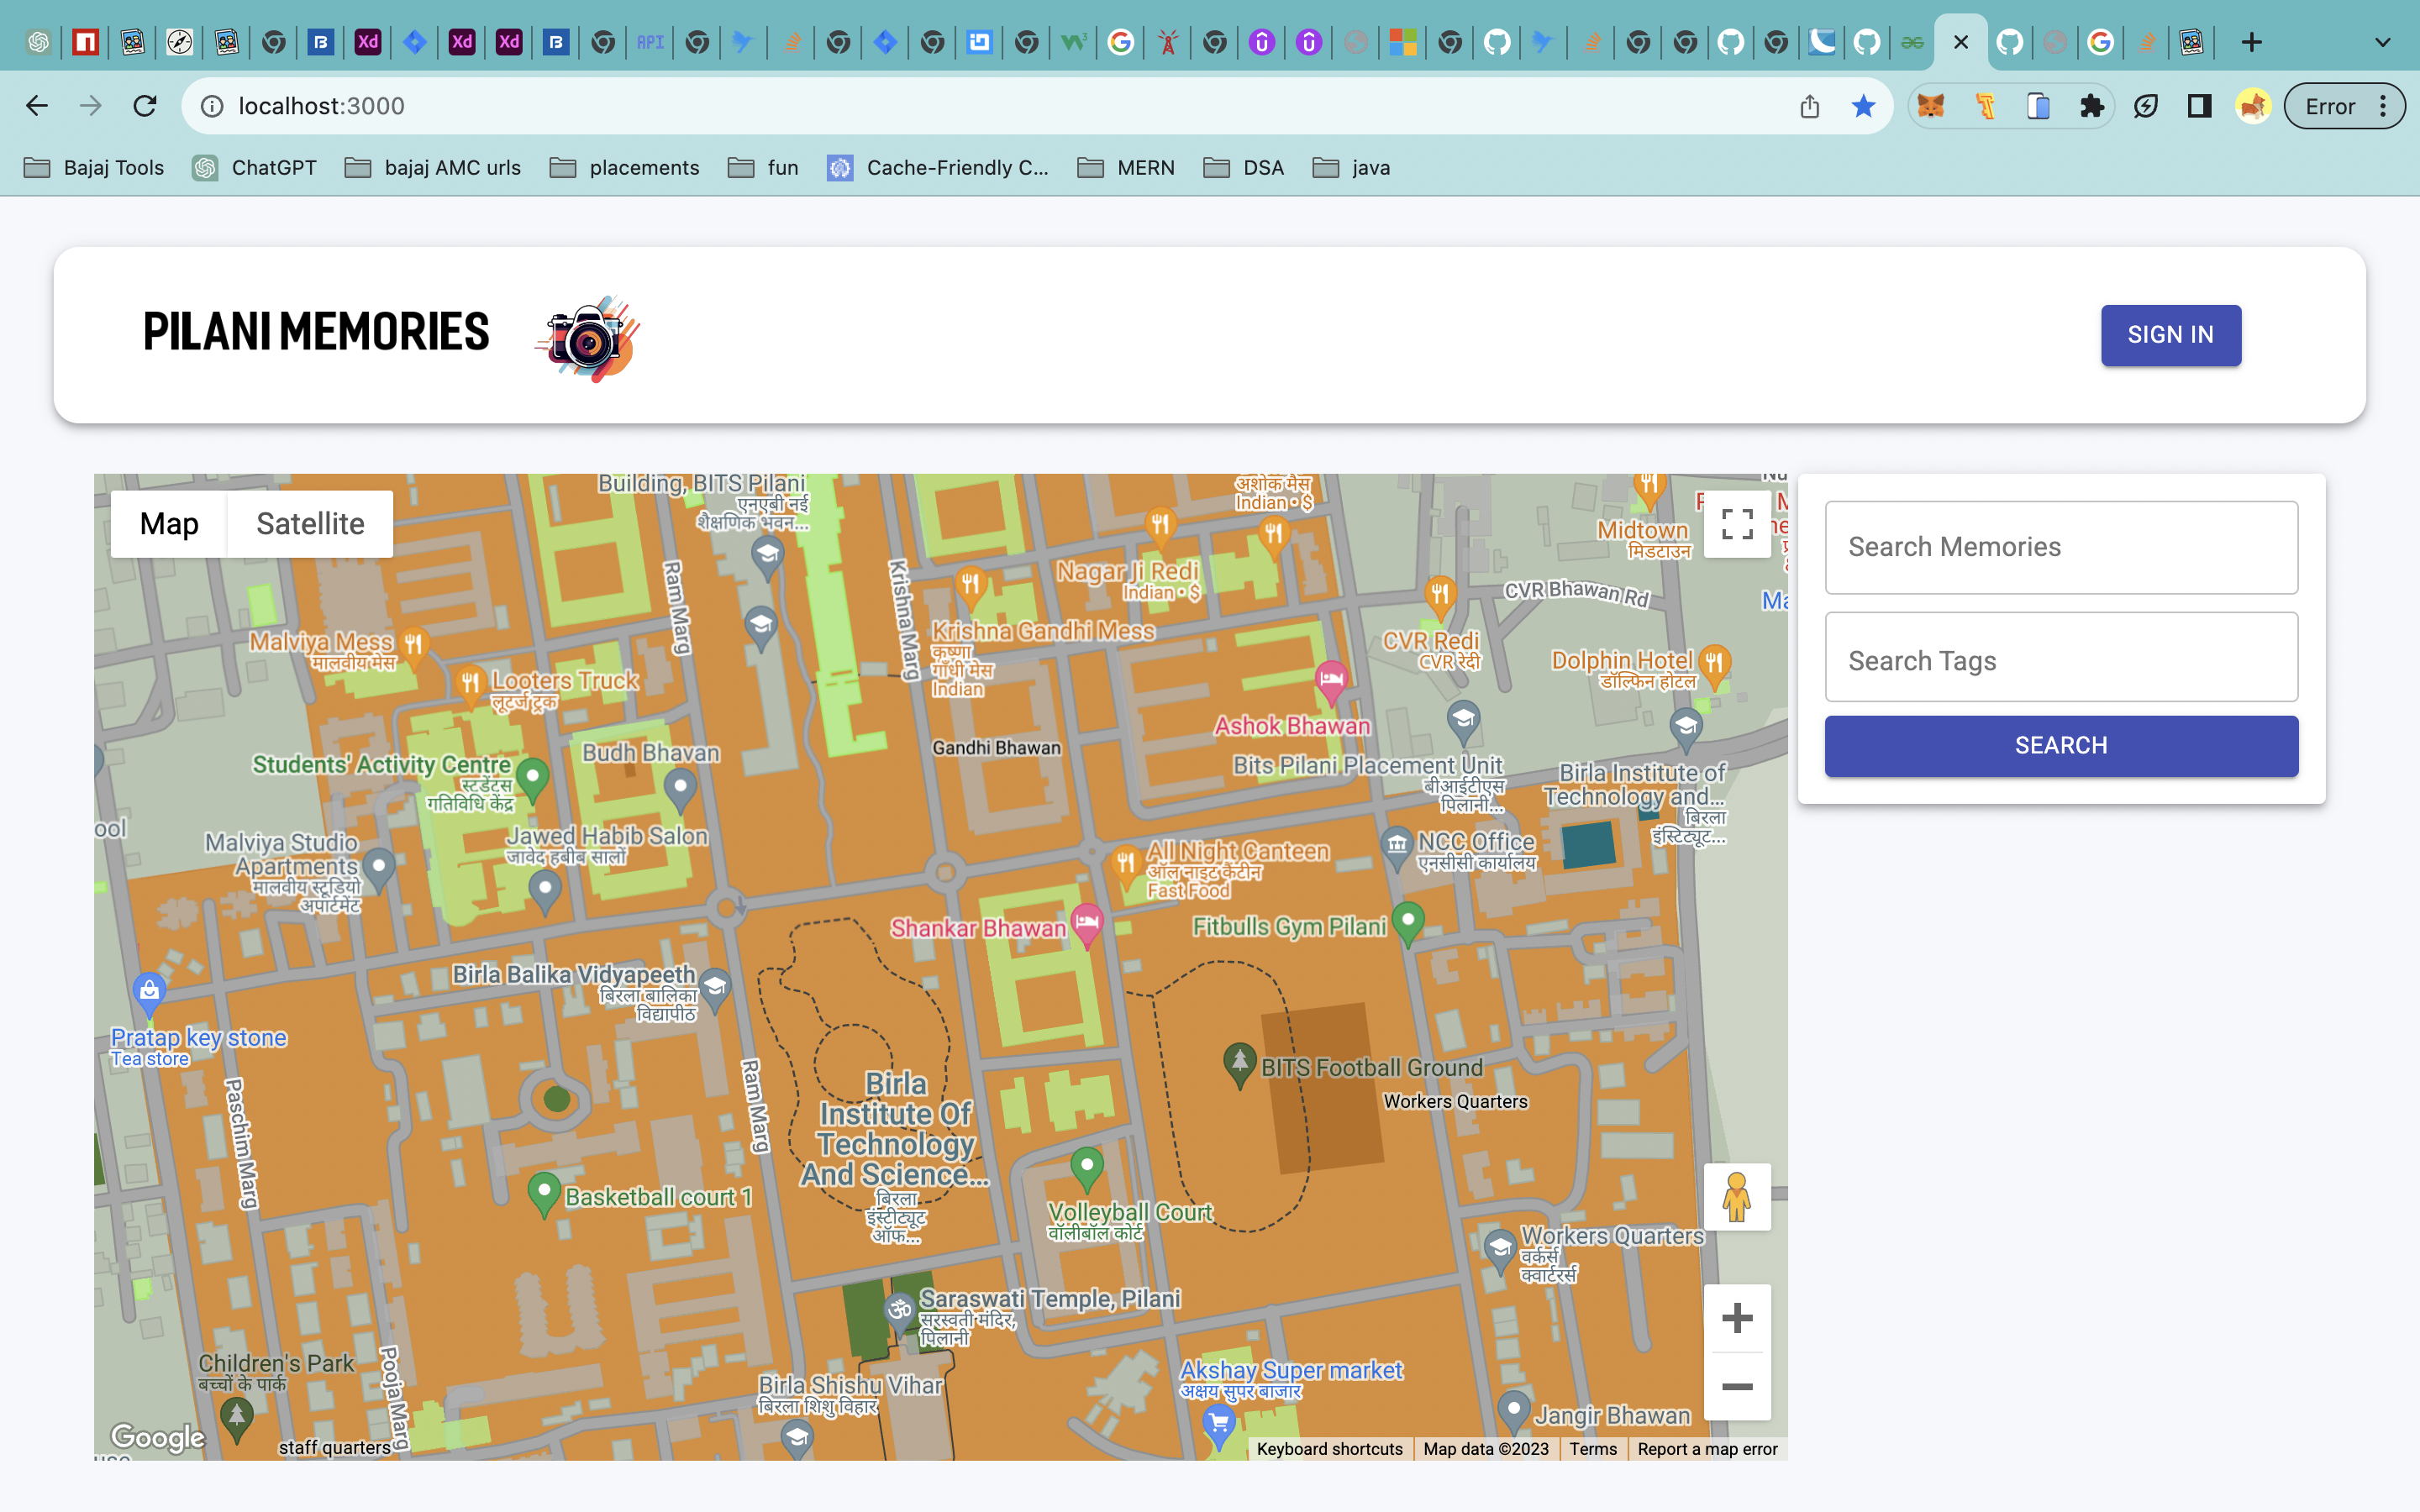 localhost:3000
Error
Bajaj Tools
ChatGPT
bajaj AMC urls
placements
fun
Cache-Friendly C...
MERN
DSA
java
PILANI MEMORIES
SIGN IN
Map
Satellite
Search Memories
Search Tags
SEARCH
Building, BITS Pilani
एनएबी नई
शैक्षणिक भवन...
अशोक मेस
Indian • $
Midtown
मिडटाउन
Nagar Ji Redi
Indian • $
Ram Marg
Krishna Marg
CVR Bhawan Rd
Malviya Mess
मालवीय मेस
Krishna Gandhi Mess
कृष्णा
गाँधी मेस
Indian
CVR Redi
CVR रेदी
Dolphin Hotel
डॉल्फिन होटल
Looters Truck
लूटर्ज ट्रक
Ashok Bhawan
Gandhi Bhawan
Budh Bhavan
Students' Activity Centre
स्टडेंटस
गतिविधि केंद्र
Bits Pilani Placement Unit
बीआईटीएस
पिलानी...
Birla Institute of
Technology and...
बिरला
इंस्टिट्यूट...
ool
Malviya Studio
Apartments
मालवीय स्टूडियो
अपार्टमेंट
Jawed Habib Salon
जावेद हबीब सालों
All Night Canteen
ऑल नाइट कैंटीन
Fast Food
NCC Office
एनसीसी कार्यालय
Shankar Bhawan
Fitbulls Gym Pilani
Birla Balika Vidyapeeth
बिरला बालिका
विद्यापीठ
Pratap key stone
Tea store
Paschim Marg
Ram Marg
Birla
Institute Of
Technology
And Science...
बिरला
इंस्टीट्यूट
ऑफ...
BITS Football Ground
Workers Quarters
Basketball court 1
Volleyball Court
वॉलीबॉल कोर्ट
Workers Quarters
वर्कर्स
क्वार्टरर्स
Saraswati Temple, Pilani
सरस्वती मंदिर,
पिलानी
Children's Park
बच्चों के पार्क
Pooja Marg
Birla Shishu Vihar
बिरला शिशु विहार
Akshay Super market
अक्षय सुपर बाजार
Jangir Bhawan
Google
staff quarters
Keyboard shortcuts
Map data ©2023
Terms
Report a map error